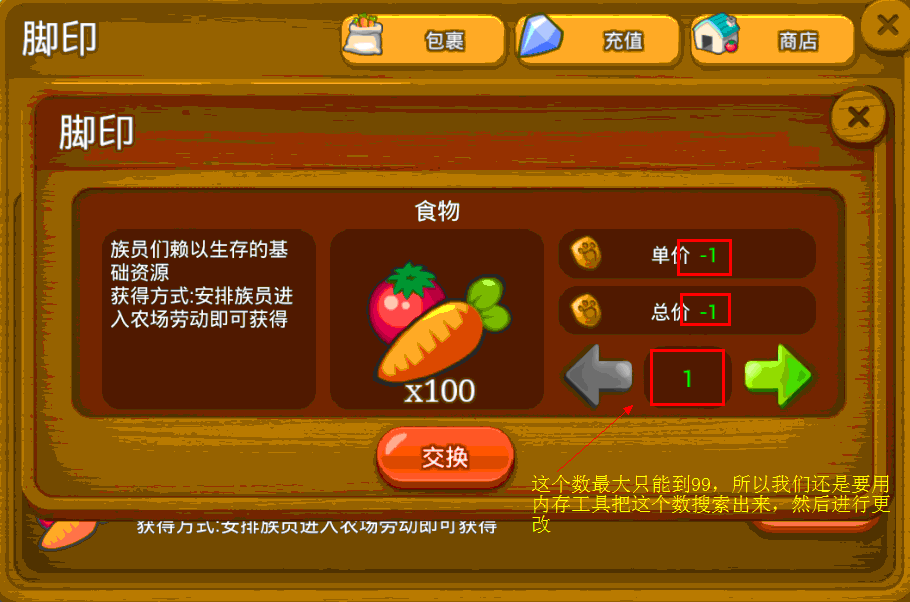 脚印
包裹
充值
商店
脚印
食物
族员们赖以生存的基
础资源
获得方式:安排族员进
入农场劳动即可获得
x100
单价 -1
总价 -1
1
交换
这个数最大只能到99，所以我们还是要用
内存工具把这个数搜索出来，然后进行更
改
获得方式:安排族员进入农场劳动即可获得